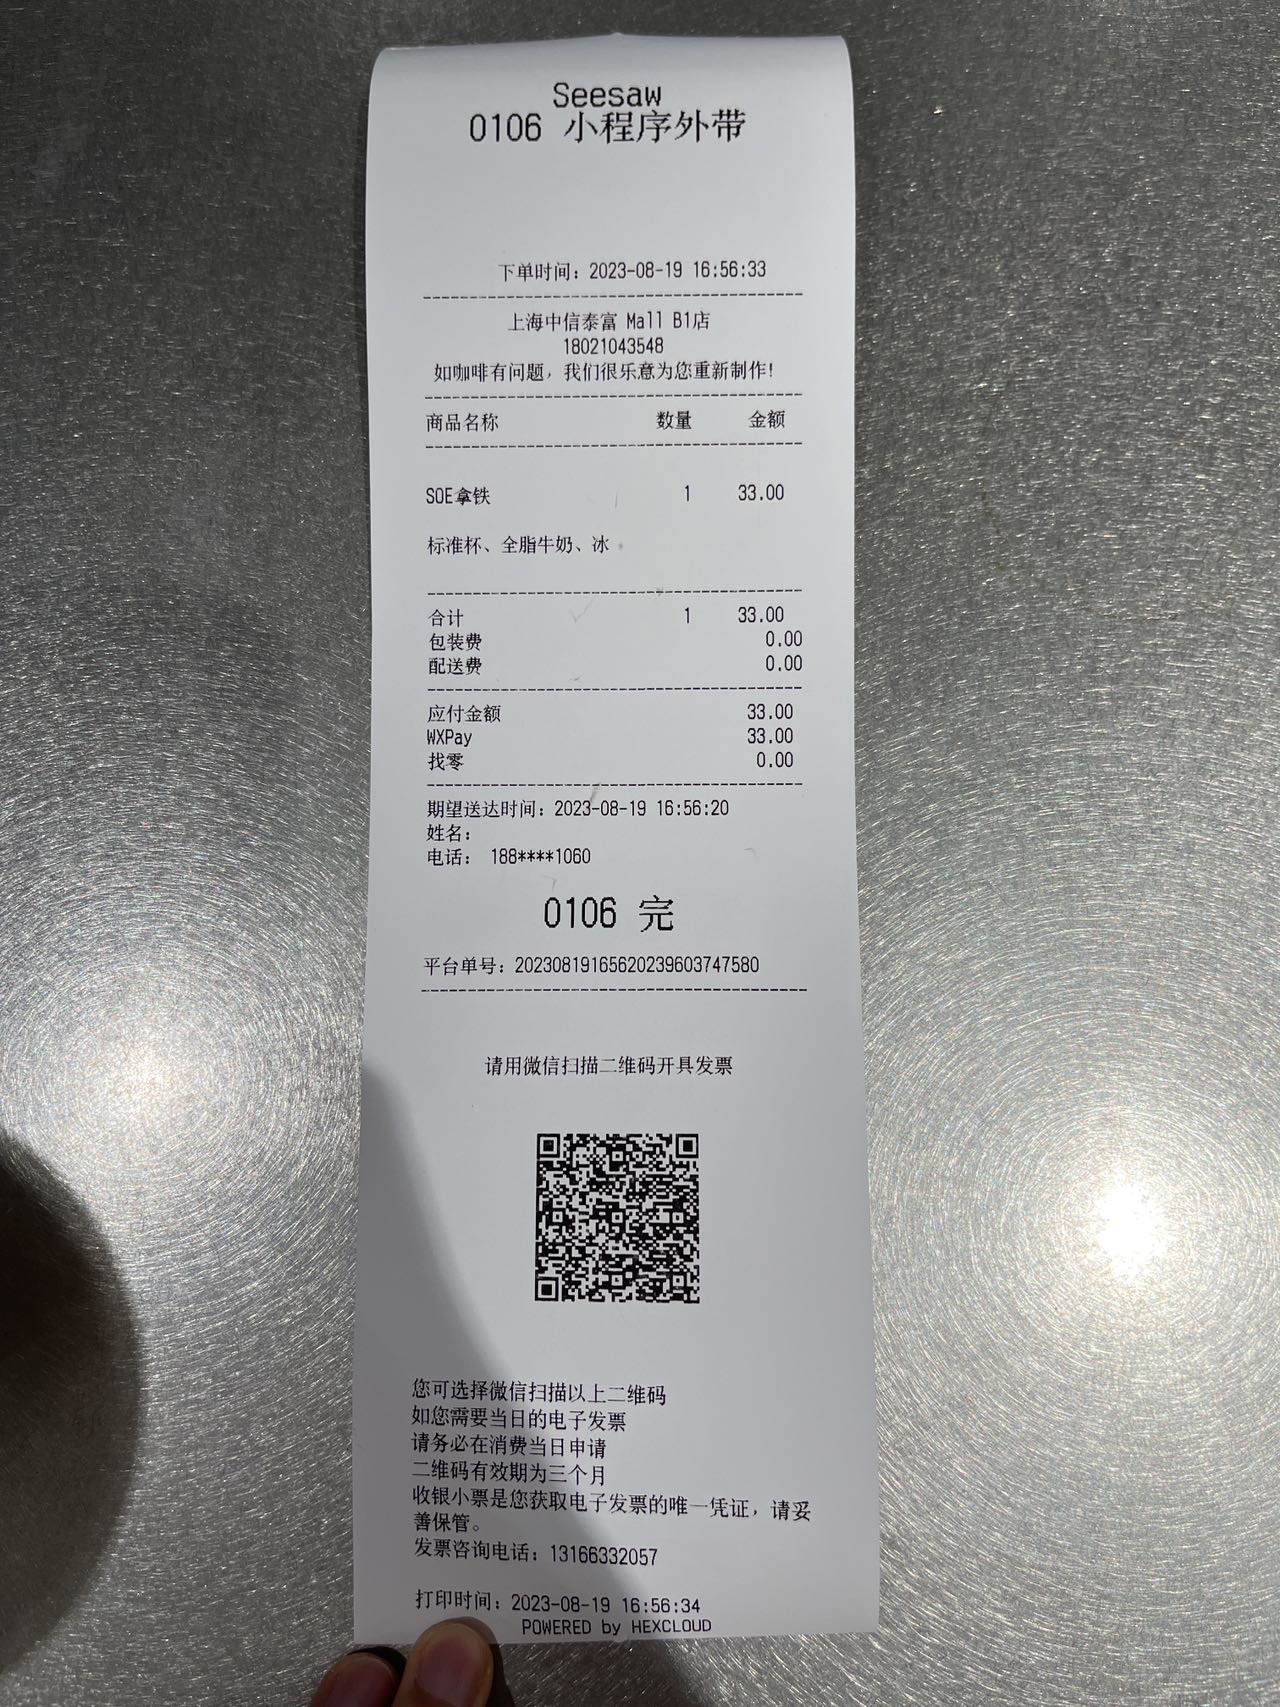 Seesaw
0106 小程序外带
下单时间：2023-08-19 16:56:33
上海中信泰富 Mall B1店
18021043548
如咖啡有问题，我们很乐意为您重新制作！
商品名称 数量 金额
SOE拿铁 1 33.00
标准杯、全脂牛奶、冰
合计 1 33.00
包装费 0.00
配送费 0.00
应付金额 33.00
WXPay 33.00
找零 0.00
期望送达时间：2023-08-19 16:56:20
姓名：
电话： 188****1060
0106 完
平台单号：20230819165620239603747580
请用微信扫描二维码开具发票
您可选择微信扫描以上二维码
如您需要当日的电子发票
请务必在消费当日申请
二维码有效期为三个月
收银小票是您获取电子发票的唯一凭证，请妥
善保管。
发票咨询电话：13166332057
打印时间：2023-08-19 16:56:34
POWERED by HEXCLOUD